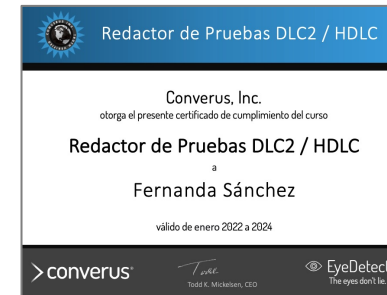 Redactor de Pruebas DLC2 / HDLC
Converus, Inc.
otorga el presente certificado de cumplimiento del curso
Redactor de Pruebas DLC2 / HDLC
a
Fernanda Sánchez
válido de enero 2022 a 2024
converus®
Todd K. Mickelsen, CEO
EyeDetect
The eyes don't lie.